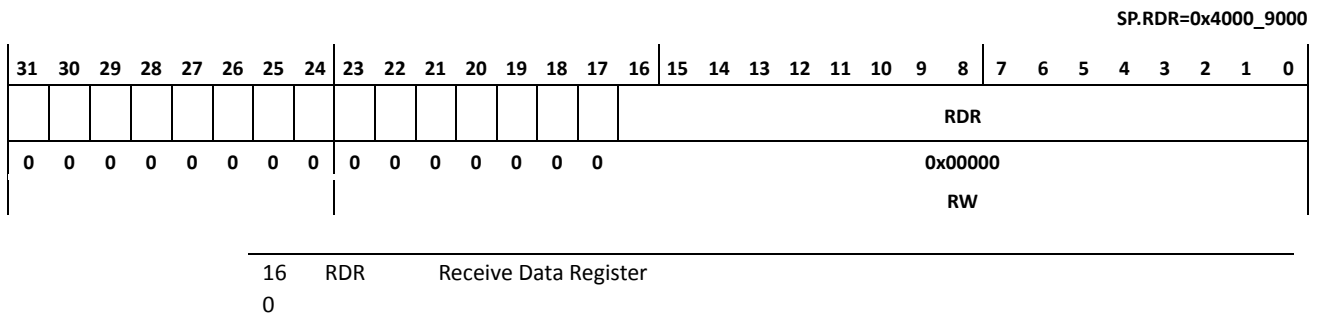 SP.RDR=0x4000_9000
31 30 29 28 27 26 25 24 23 22 21 20 19 18 17 16 15 14 13 12 11 10 9 8 7 6 5 4 3 2 1 0
RDR
0 0 0 0 0 0 0 0 0 0 0 0 0 0 0 0x00000
RW
16 RDR Receive Data Register
0